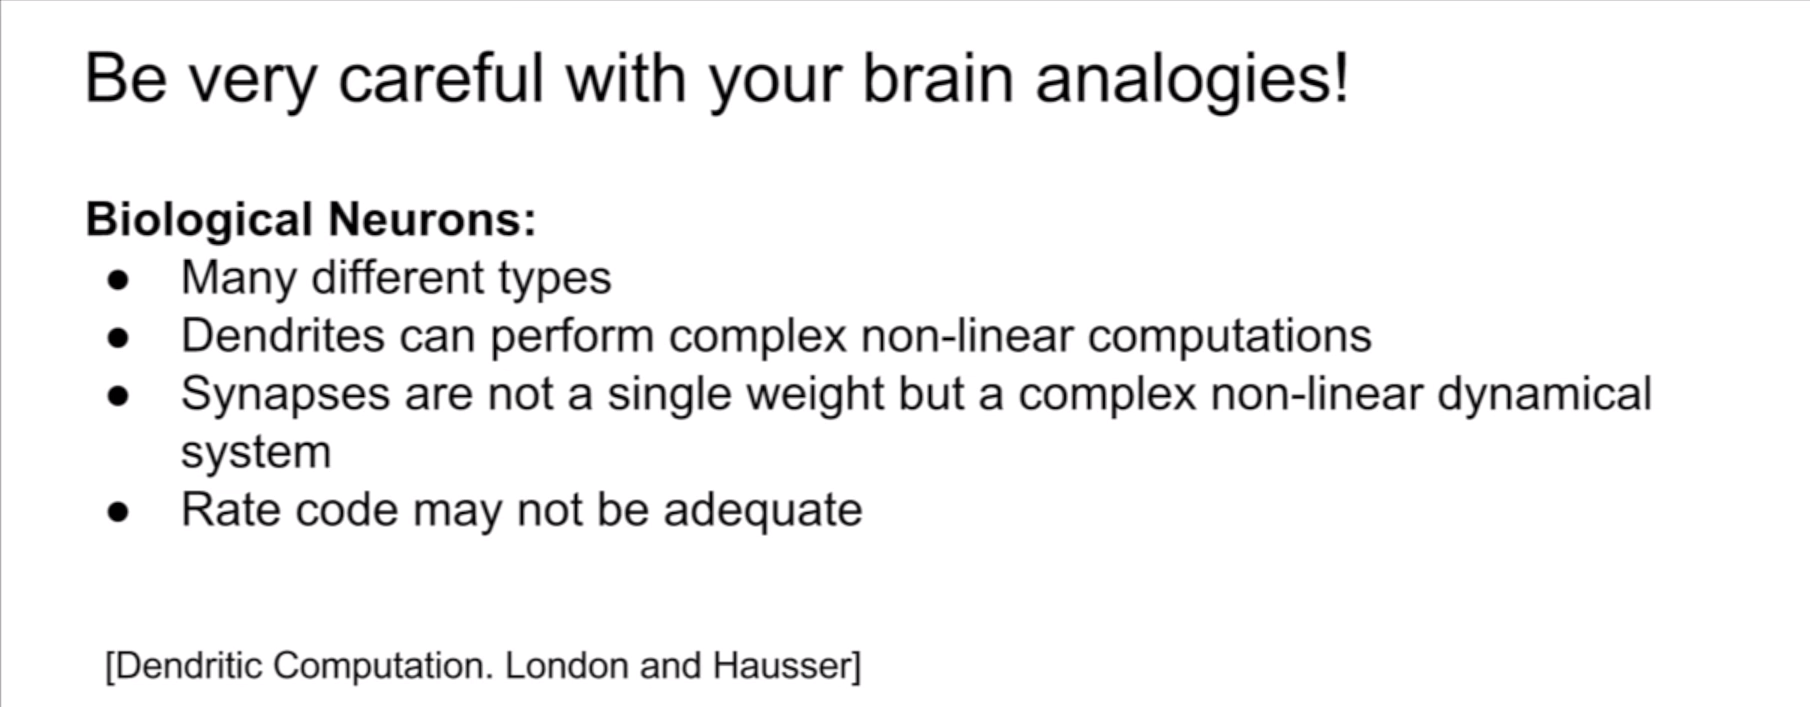 Be very careful with your brain analogies!
Biological Neurons:
● Many different types
● Dendrites can perform complex non-linear computations
● Synapses are not a single weight but a complex non-linear dynamical
system
● Rate code may not be adequate
[Dendritic Computation. London and Hausser]